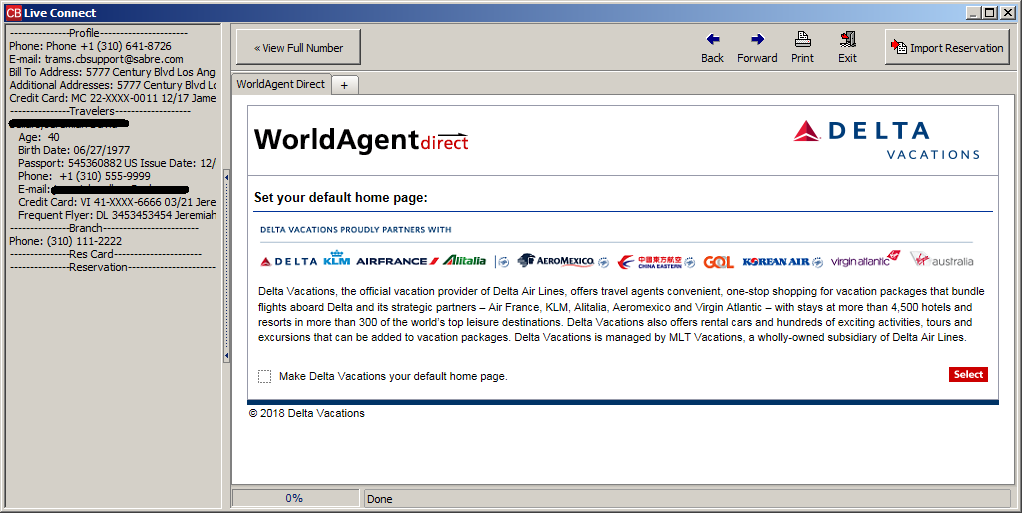 CB Live Connect
---------------Profile----------------------
Phone: Phone +1 (310) 641-8726
E-mail: trams.cbsupport@sabre.com
Bill To Address: 5777 Century Blvd Los Ang
Additional Addresses: 5777 Century Blvd Lo
Credit Card: MC 22-XXXX-0011 12/17 Jame
---------------Travelers-------------------
Age: 40
Birth Date: 06/27/1977
Passport: 545360882 US Issue Date: 12/
Phone: +1 (310) 555-9999
E-mail:
Credit Card: VI 41-XXXX-6666 03/21 Jere
Frequent Flyer: DL 3453453454 Jeremiah
---------------Branch------------------------
Phone: (310) 111-2222
---------------Res Card----------------------
---------------Reservation----------------------
« View Full Number
Back Forward Print Exit Import Reservation
WorldAgent Direct +
WorldAgent direct
DELTA
VACATIONS
Set your default home page:
DELTA VACATIONS PROUDLY PARTNERS WITH
DELTA KLM AIRFRANCE Alitalia AEROMEXICO 中國東方航空 CHINA EASTERN GOL KOREAN AIR virgin atlantic virgin australia
Delta Vacations, the official vacation provider of Delta Air Lines, offers travel agents convenient, one-stop shopping for vacation packages that bundle
flights aboard Delta and its strategic partners – Air France, KLM, Alitalia, Aeromexico and Virgin Atlantic – with stays at more than 4,500 hotels and
resorts in more than 300 of the world's top leisure destinations. Delta Vacations also offers rental cars and hundreds of exciting activities, tours and
excursions that can be added to vacation packages. Delta Vacations is managed by MLT Vacations, a wholly-owned subsidiary of Delta Air Lines.
Make Delta Vacations your default home page.
Select
© 2018 Delta Vacations
0% Done